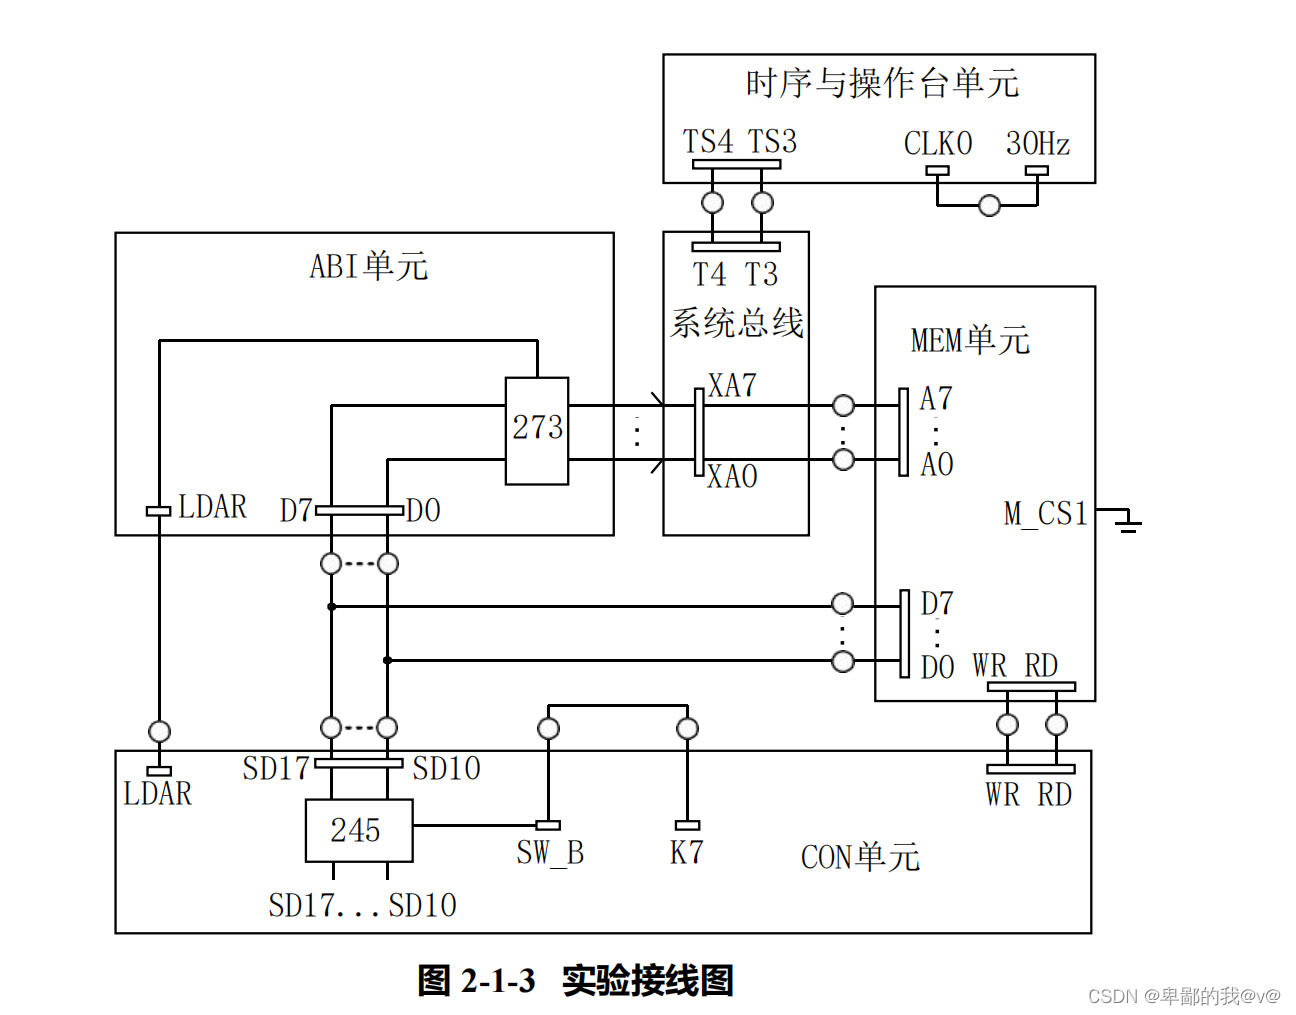 时序与操作台单元
TS4 TS3
CLK0 30Hz
T4 T3
系统总线
ABI单元
MEM单元
273
XA7
XA0
A7
A0
LDAR
D7
D0
M_CS1
D7
D0
WR RD
SD17
SD10
LDAR
245
SW_B
K7
WR RD
CON单元
SD17...SD10
图 2-1-3 实验接线图
CSDN @卑鄙的我@v@